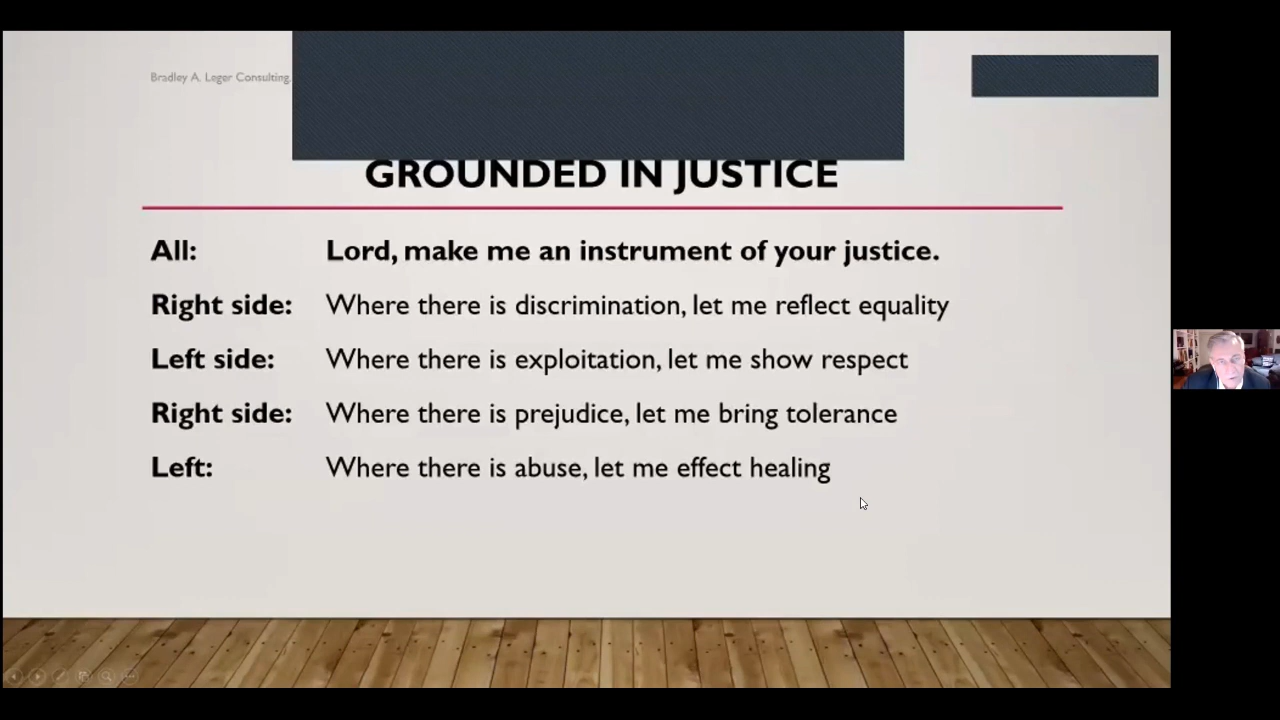 Bradley A. Leger Consulting.
GROUNDED IN JUSTICE
All: Lord, make me an instrument of your justice.
Right side: Where there is discrimination, let me reflect equality
Left side: Where there is exploitation, let me show respect
Right side: Where there is prejudice, let me bring tolerance
Left: Where there is abuse, let me effect healing